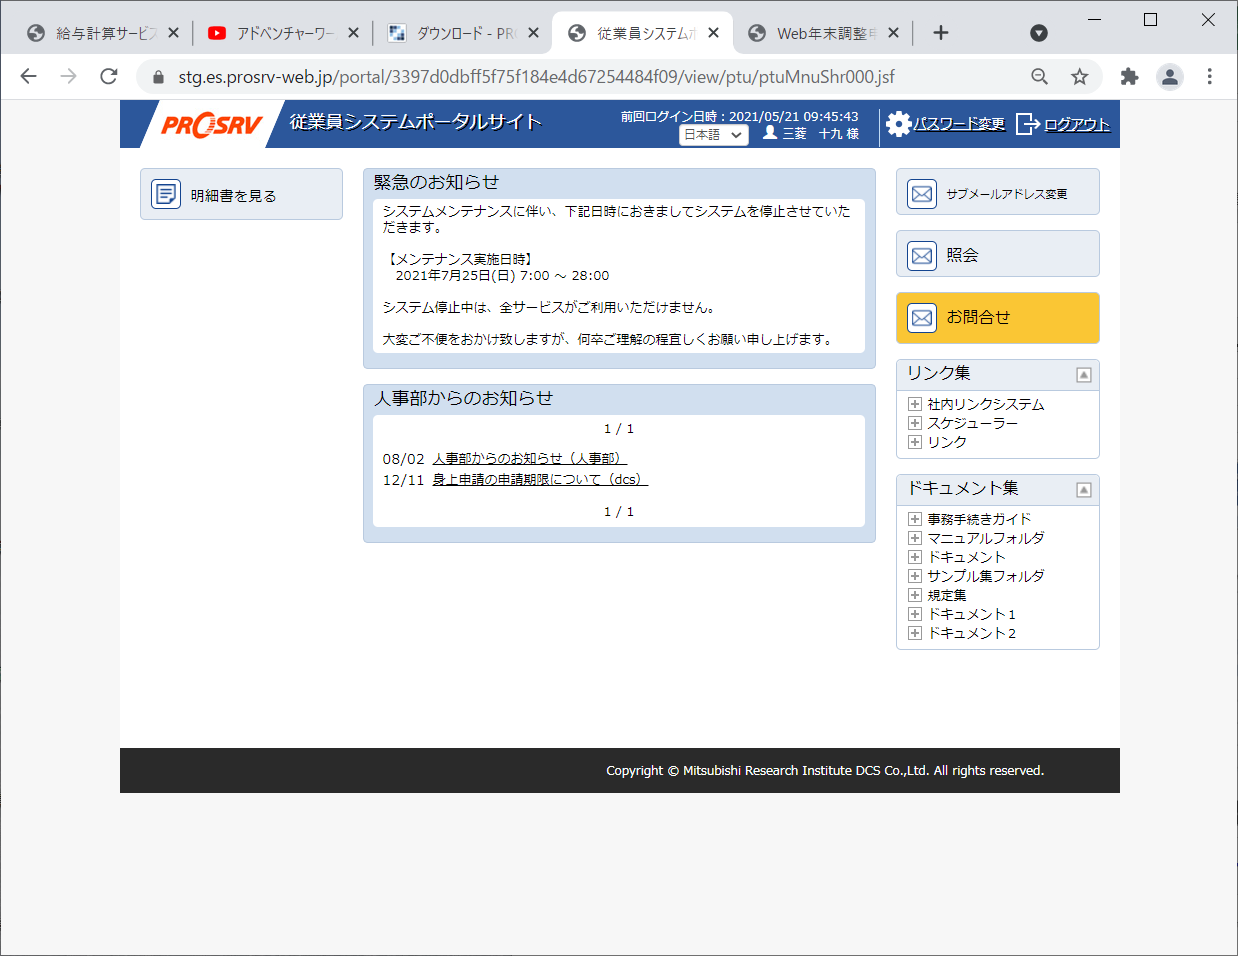 給与計算サービス
アドベンチャーワー
ダウンロード - PR
従業員システムポ
Web年末調整申
stg.es.prosrv-web.jp/portal/3397d0dbff5f75f184e4d67254484f09/view/ptu/ptuMnuShr000.jsf
PROSRV
従業員システムポータルサイト
前回ログイン日時：2021/05/21 09:45:43
日本語
三菱　十九 様
パスワード変更
ログアウト
明細書を見る
緊急のお知らせ
システムメンテナンスに伴い、下記日時におきましてシステムを停止させていた
だきます。
【メンテナンス実施日時】
2021年7月25日(日) 7:00 ～ 28:00
システム停止中は、全サービスがご利用いただけません。
大変ご不便をおかけ致しますが、何卒ご理解の程宜しくお願い申し上げます。
人事部からのお知らせ
1 / 1
08/02 人事部からのお知らせ（人事部）
12/11 身上申請の申請期限について（dcs）
1 / 1
サブメールアドレス変更
照会
お問合せ
リンク集
社内リンクシステム
スケジューラー
リンク
ドキュメント集
事務手続きガイド
マニュアルフォルダ
ドキュメント
サンプル集フォルダ
規定集
ドキュメント１
ドキュメント２
Copyright © Mitsubishi Research Institute DCS Co.,Ltd. All rights reserved.